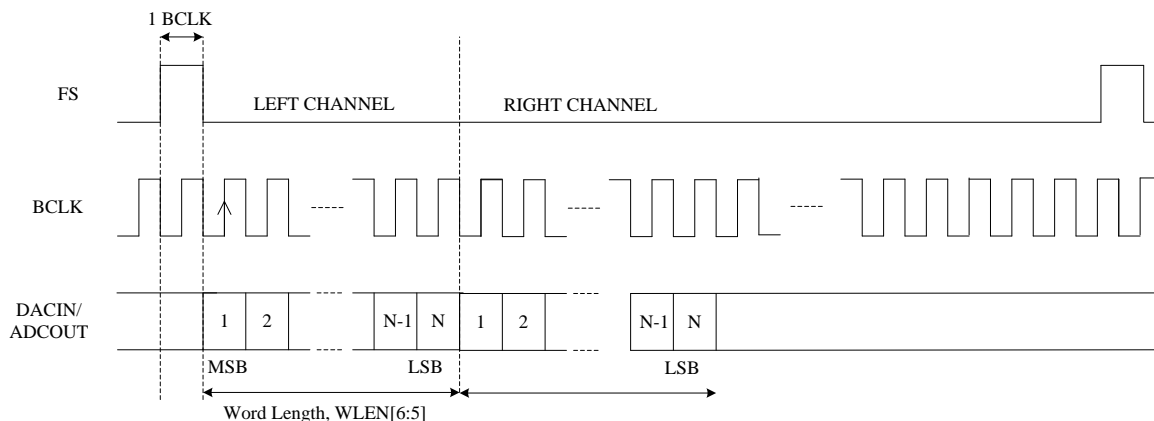 1 BCLK
FS
LEFT CHANNEL
RIGHT CHANNEL
BCLK
DACIN/
ADCOUT
1
2
N-1
N
1
2
N-1
N
MSB
LSB
LSB
Word Length, WLEN[6:5]